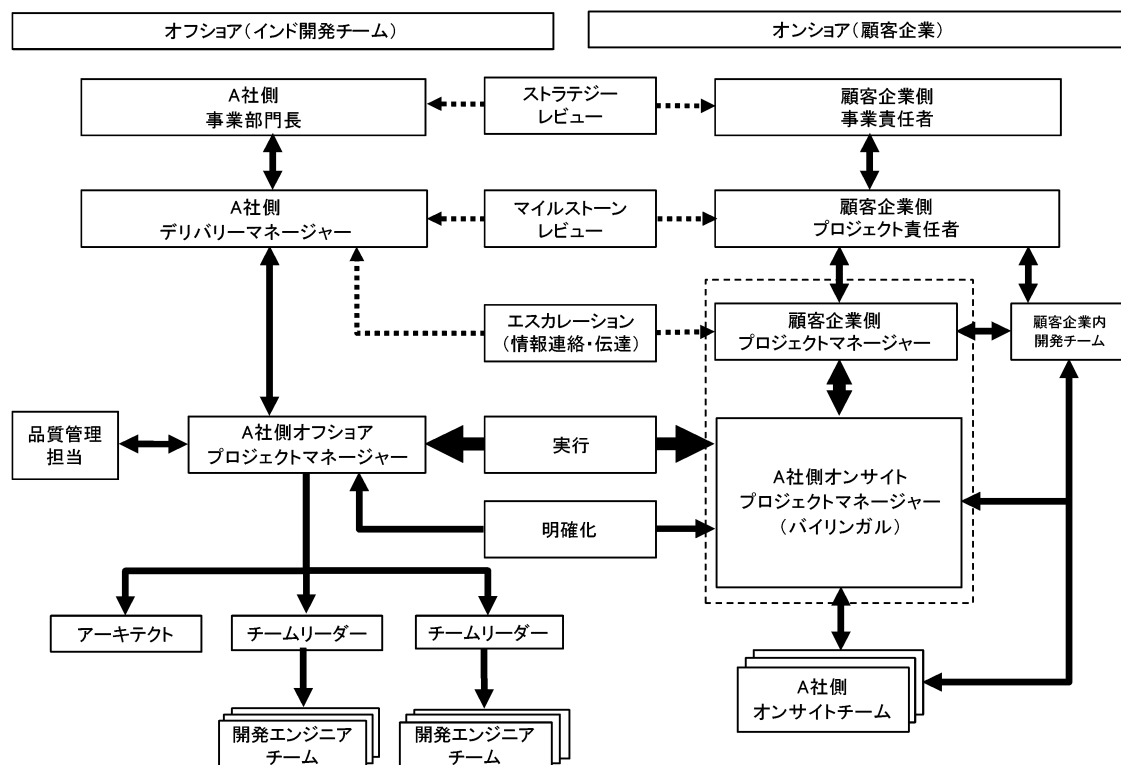 オフショア(インド開発チーム)
オンショア(顧客企業)
A社側
事業部門長
ストラテジー
レビュー
顧客企業側
事業責任者
A社側
デリバリーマネージャー
マイルストーン
レビュー
顧客企業側
プロジェクト責任者
エスカレーション
(情報連絡・伝達)
顧客企業側
プロジェクトマネージャー
顧客企業内
開発チーム
品質管理
担当
A社側オフショア
プロジェクトマネージャー
実行
A社側オンサイト
プロジェクトマネージャー
(バイリンガル)
明確化
アーキテクト
チームリーダー
チームリーダー
A社側
オンサイトチーム
開発エンジニア
チーム
開発エンジニア
チーム